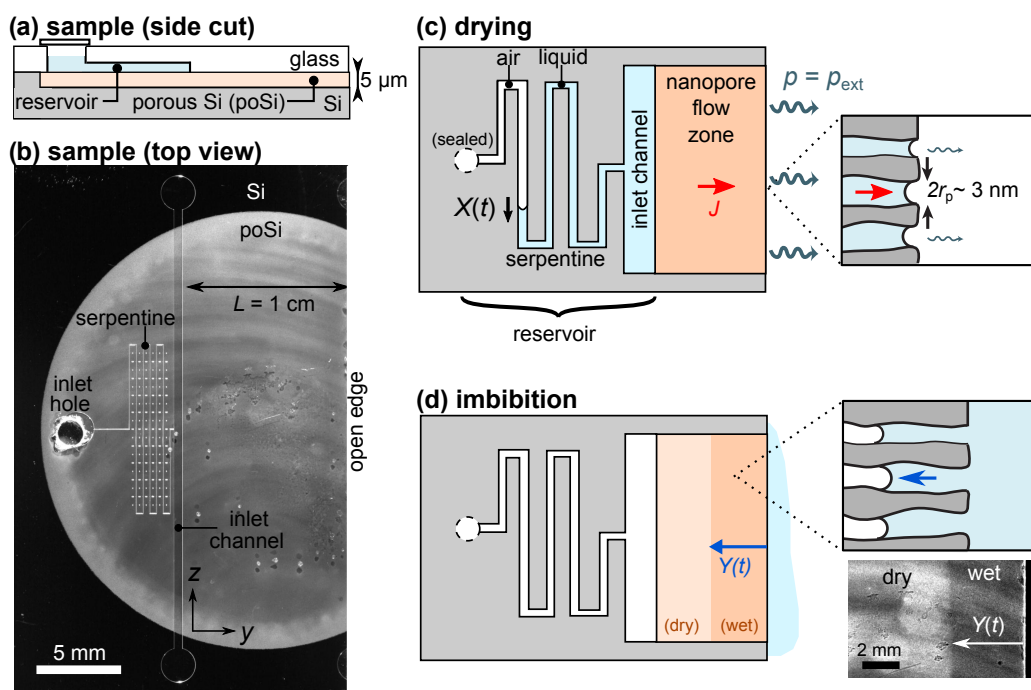 (a) sample (side cut)
glass
5 µm
reservoir
porous Si (poSi)
Si
(b) sample (top view)
Si
poSi
L = 1 cm
serpentine
inlet
hole
open edge
inlet
channel
z
y
5 mm
(c) drying
air
liquid
(sealed)
X(t)
serpentine
inlet channel
nanopore
flow
zone
J
p = pext
2rp~ 3 nm
reservoir
(d) imbibition
Y(t)
(dry)
(wet)
dry
wet
Y(t)
2 mm